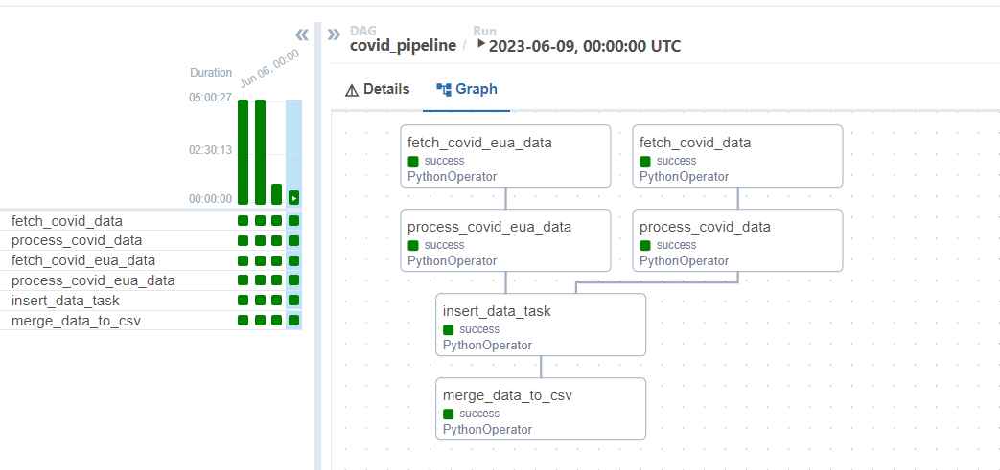 DAG
Run
covid_pipeline / 2023-06-09, 00:00:00 UTC
Details
Graph
Duration
Jun 06, 00:00
05:00:27
02:30:13
00:00:00
fetch_covid_data
process_covid_data
fetch_covid_eua_data
process_covid_eua_data
insert_data_task
merge_data_to_csv
fetch_covid_eua_data
success
PythonOperator
fetch_covid_data
success
PythonOperator
process_covid_eua_data
success
PythonOperator
process_covid_data
success
PythonOperator
insert_data_task
success
PythonOperator
merge_data_to_csv
success
PythonOperator